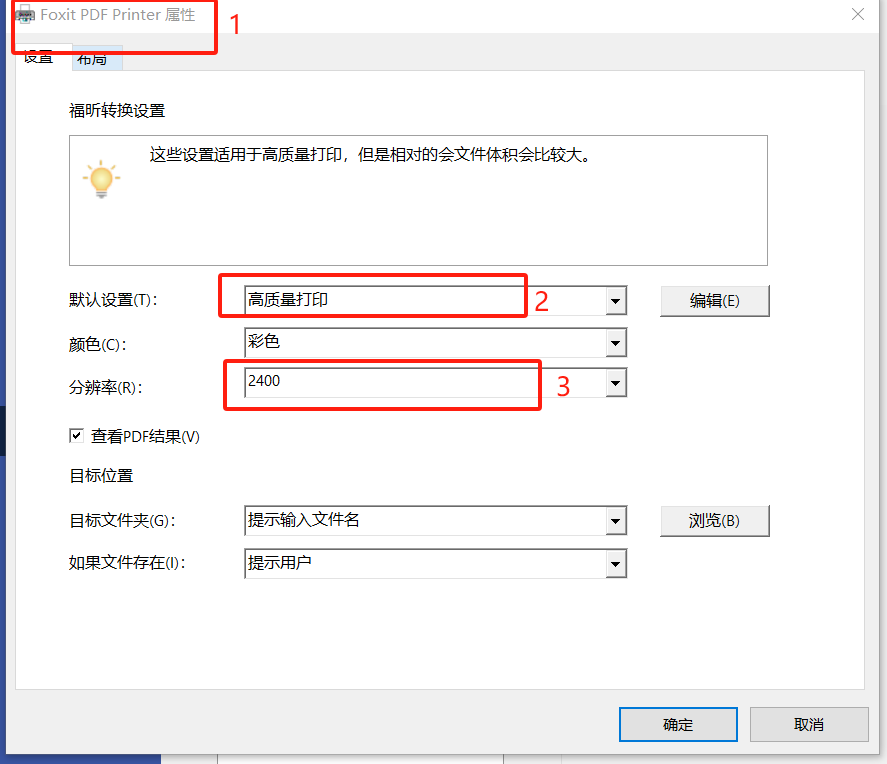 Foxit PDF Printer 属性
1
设置
布局
福昕转换设置
这些设置适用于高质量打印，但是相对的会文件体积会比较大。
默认设置(T)： 高质量打印 2 编辑(E)
颜色(C)： 彩色
分辨率(R)： 2400 3
查看PDF结果(V)
目标位置
目标文件夹(G)： 提示输入文件名 浏览(B)
如果文件存在(I)： 提示用户
确定 取消